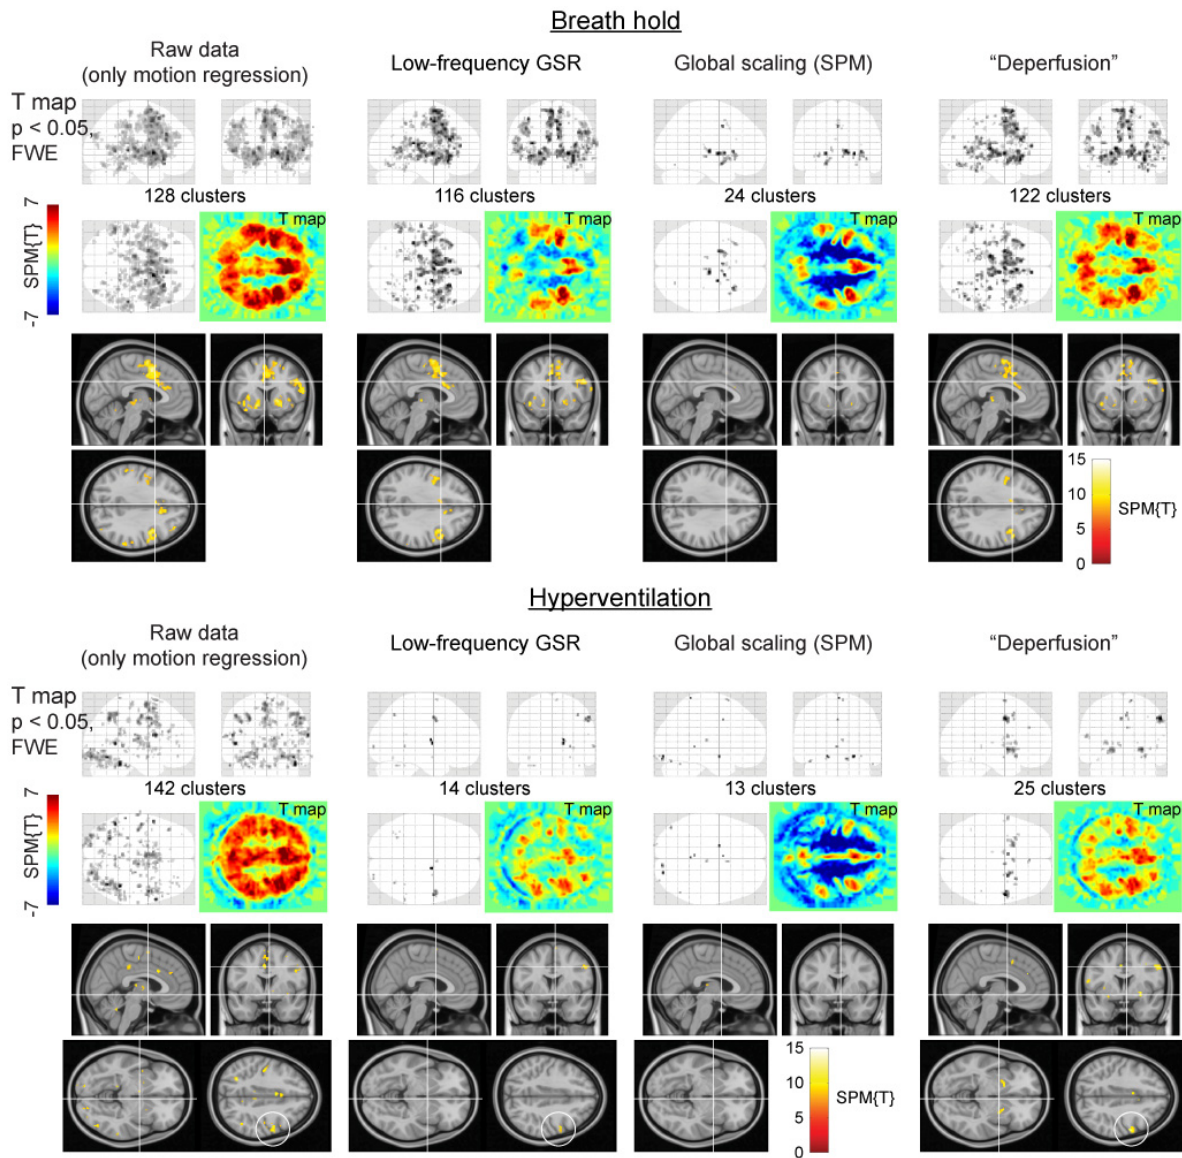 Breath hold
Raw data
(only motion regression)
Low-frequency GSR
Global scaling (SPM)
“Deperfusion”
T map
p < 0.05,
FWE
128 clusters
116 clusters
24 clusters
122 clusters
7
SPM{T}
-7
T map
T map
T map
T map
15
10
5
0
SPM{T}
Hyperventilation
Raw data
(only motion regression)
Low-frequency GSR
Global scaling (SPM)
“Deperfusion”
T map
p < 0.05,
FWE
142 clusters
14 clusters
13 clusters
25 clusters
7
SPM{T}
-7
T map
T map
T map
T map
15
10
5
0
SPM{T}